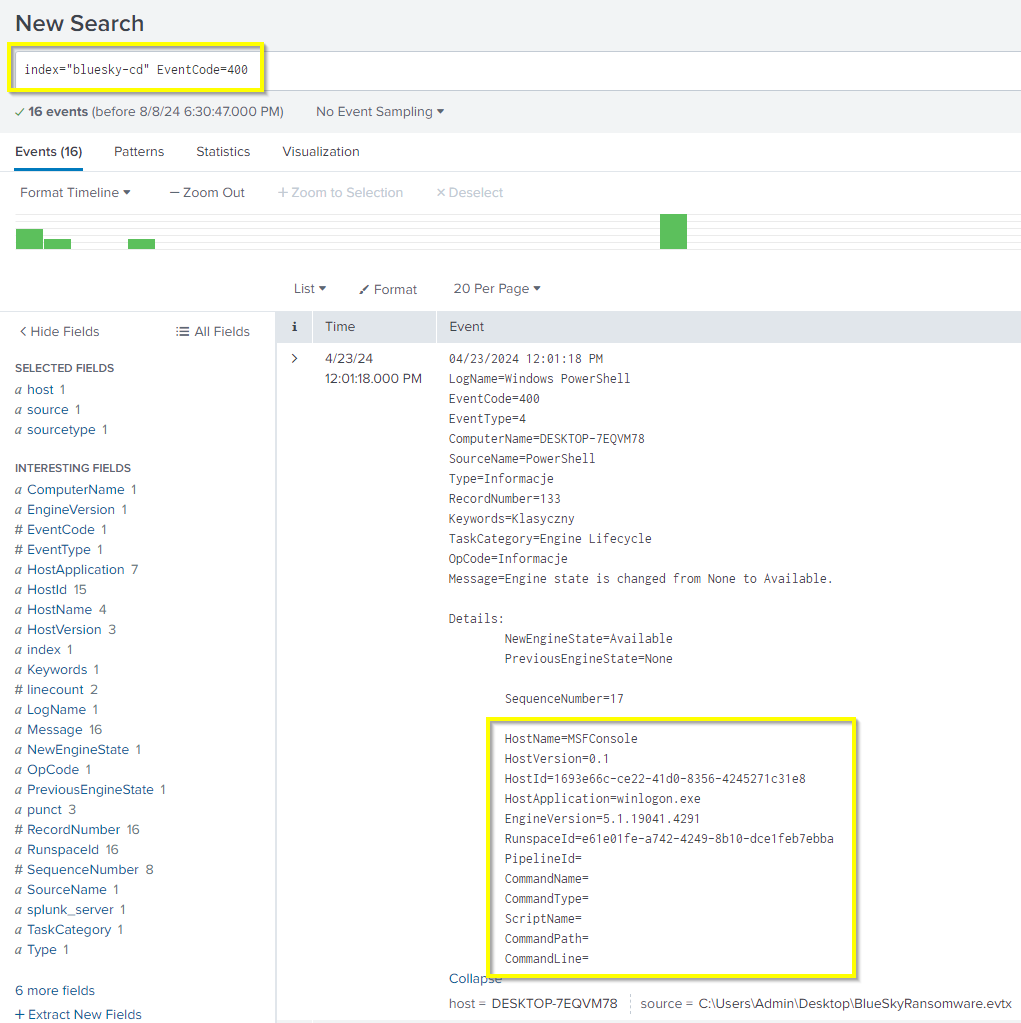 New Search
index="bluesky-cd" EventCode=400
✓ 16 events (before 8/8/24 6:30:47.000 PM) No Event Sampling ▾
Events (16) Patterns Statistics Visualization
Format Timeline ▾ — Zoom Out + Zoom to Selection × Deselect
List ▾ Format 20 Per Page ▾
< Hide Fields All Fields
i Time Event
SELECTED FIELDS
a host 1
a source 1
a sourcetype 1
INTERESTING FIELDS
a ComputerName 1
a EngineVersion 1
# EventCode 1
# EventType 1
a HostApplication 7
a HostId 15
a HostName 4
a HostVersion 3
a index 1
a Keywords 1
# linecount 2
a LogName 1
a Message 16
a NewEngineState 1
a OpCode 1
a PreviousEngineState 1
a punct 3
# RecordNumber 16
a RunspaceId 16
# SequenceNumber 8
a SourceName 1
a splunk_server 1
a TaskCategory 1
a Type 1
6 more fields
+ Extract New Fields
> 4/23/24
12:01:18.000 PM
04/23/2024 12:01:18 PM
LogName=Windows PowerShell
EventCode=400
EventType=4
ComputerName=DESKTOP-7EQVM78
SourceName=PowerShell
Type=Informacje
RecordNumber=133
Keywords=Klasyczny
TaskCategory=Engine Lifecycle
OpCode=Informacje
Message=Engine state is changed from None to Available.
Details:
NewEngineState=Available
PreviousEngineState=None
SequenceNumber=17
HostName=MSFConsole
HostVersion=0.1
HostId=1693e66c-ce22-41d0-8356-4245271c31e8
HostApplication=winlogon.exe
EngineVersion=5.1.19041.4291
RunspaceId=e61e01fe-a742-4249-8b10-dce1feb7ebba
PipelineId=
CommandName=
CommandType=
ScriptName=
CommandPath=
CommandLine=
Collapse
host = DESKTOP-7EQVM78 source = C:\Users\Admin\Desktop\BlueSkyRansomware.evtx